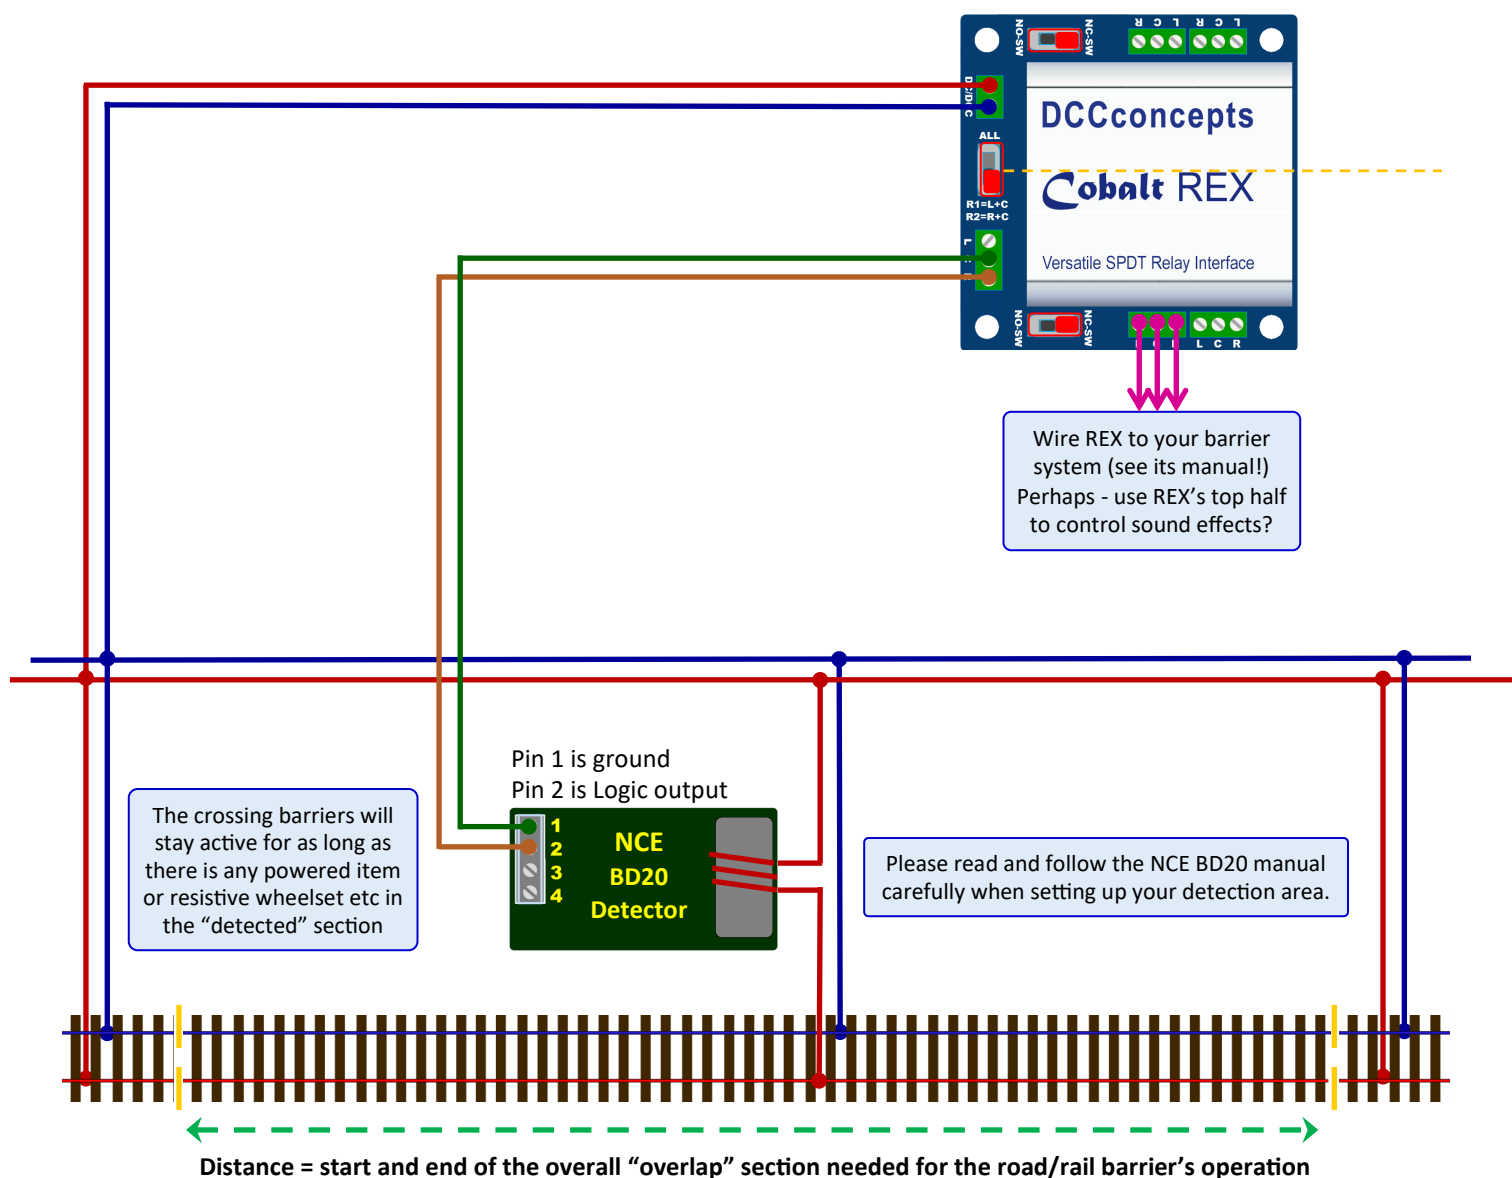 NO-SW
NC-SW
R C L R C L
DCCconcepts
ALL
Cobalt REX
R1=L+C
R2=R+C
L
Versatile SPDT Relay Interface
NO-SW
NC-SW
L C R
Wire REX to your barrier
system (see its manual!)
Perhaps - use REX’s top half
to control sound effects?
Pin 1 is ground
Pin 2 is Logic output
The crossing barriers will
stay active for as long as
there is any powered item
or resistive wheelset etc in
the “detected” section
1
2
3
4
NCE
BD20
Detector
Please read and follow the NCE BD20 manual
carefully when setting up your detection area.
Distance = start and end of the overall “overlap” section needed for the road/rail barrier’s operation